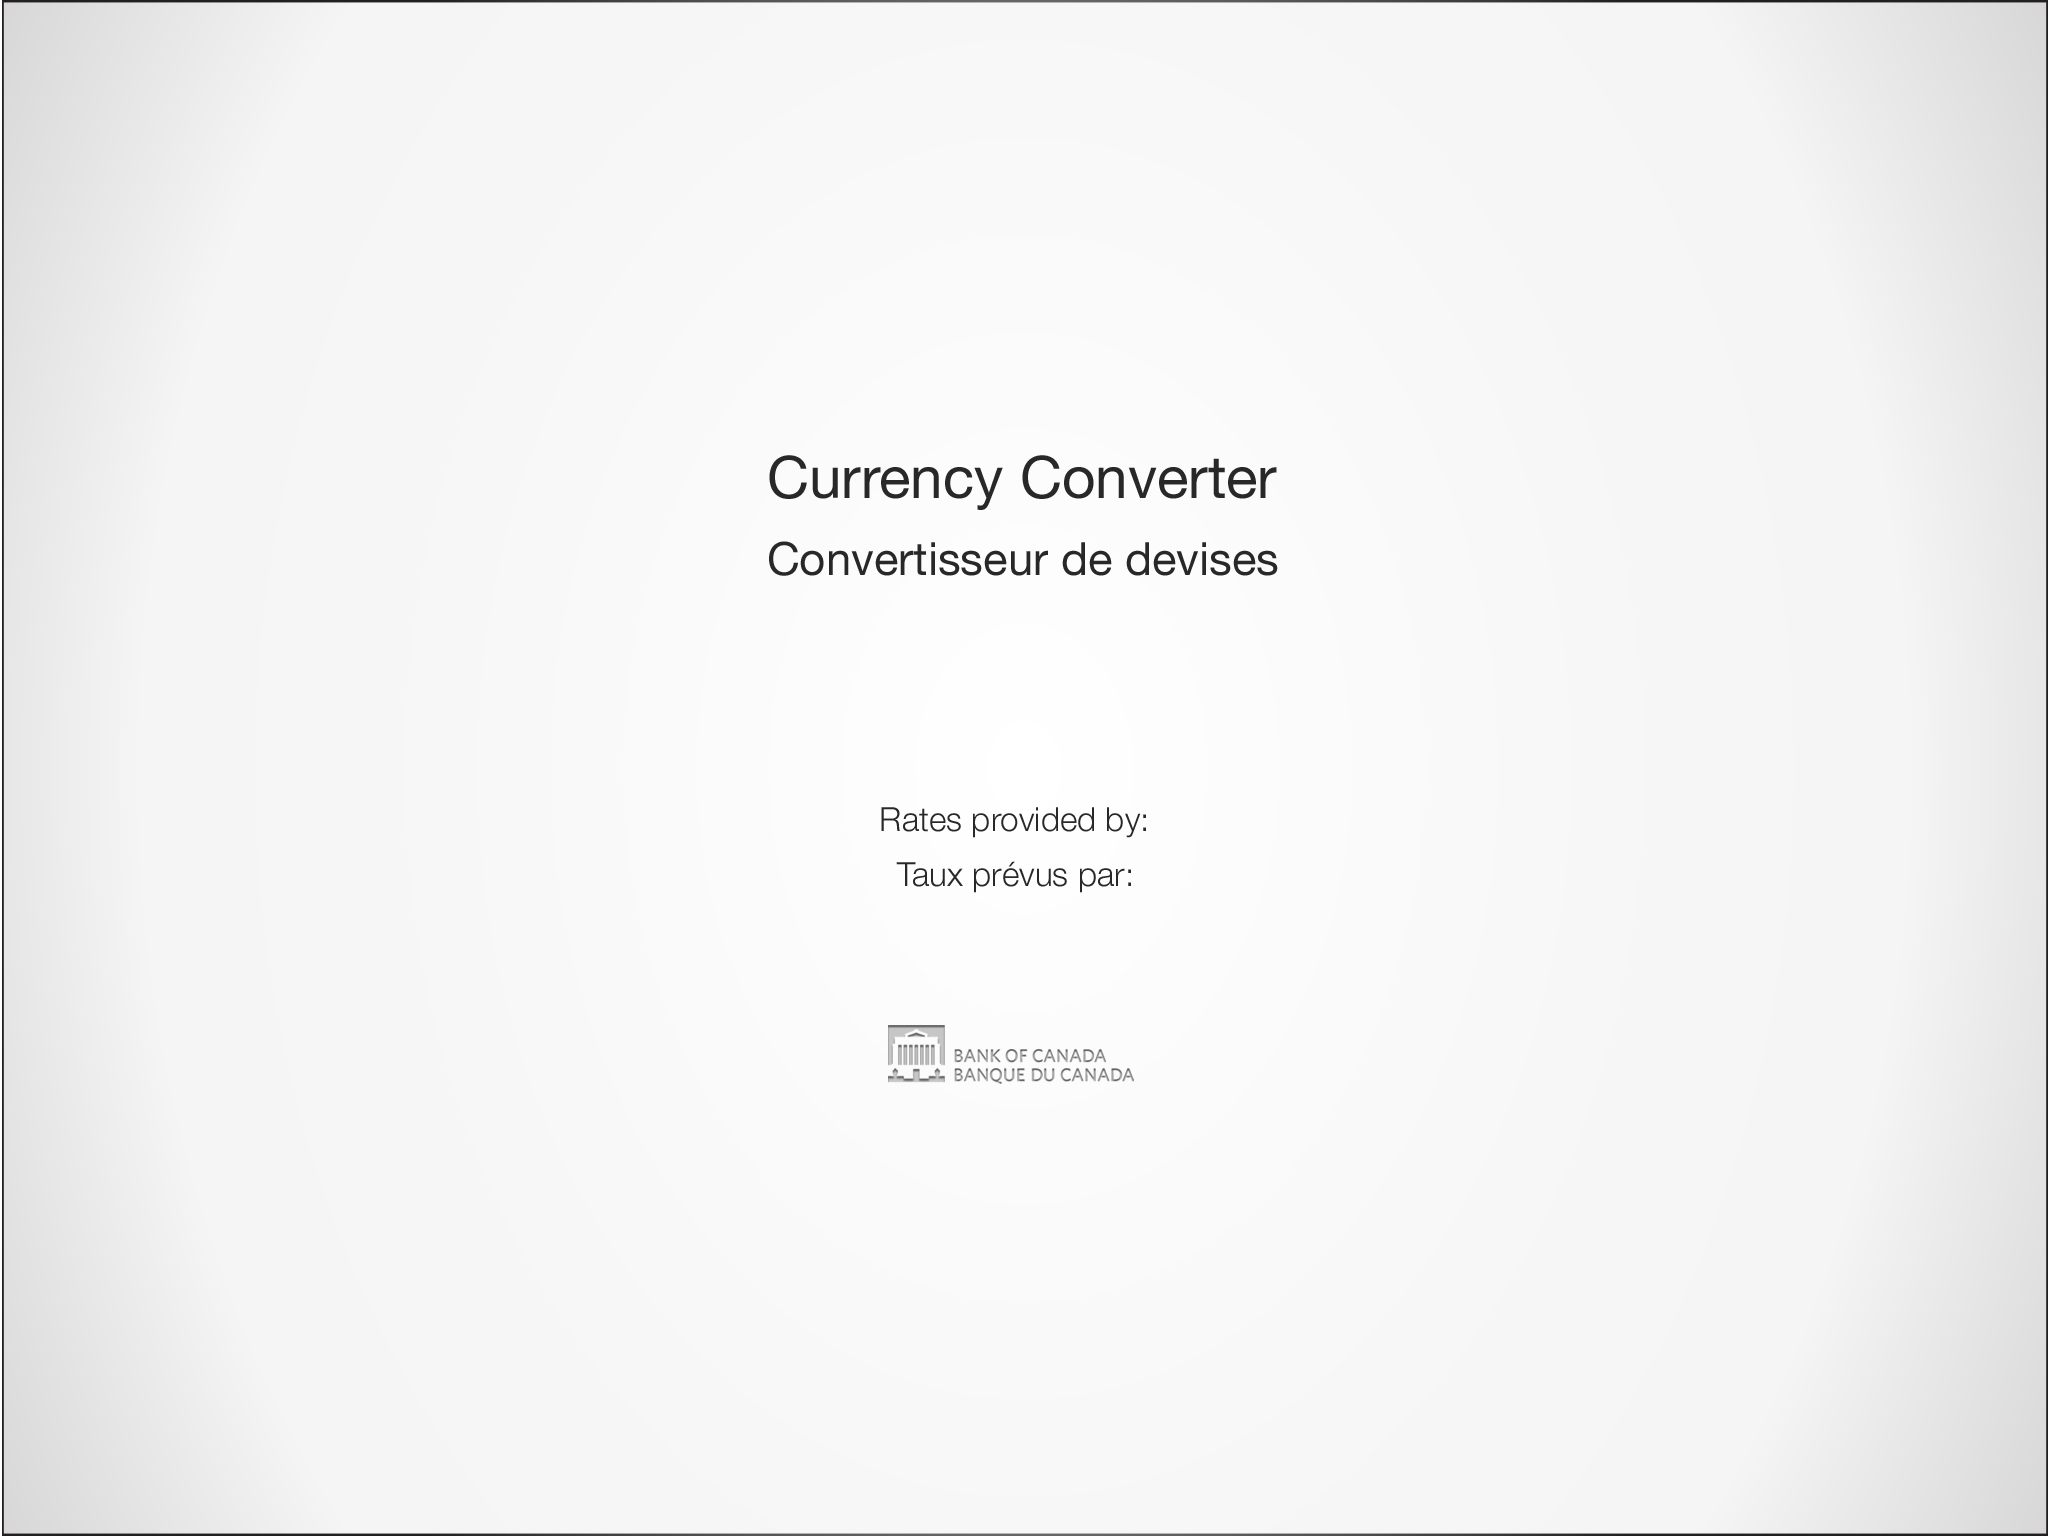 Currency Converter
Convertisseur de devises
Rates provided by:
Taux prévus par:
BANK OF CANADA
BANQUE DU CANADA